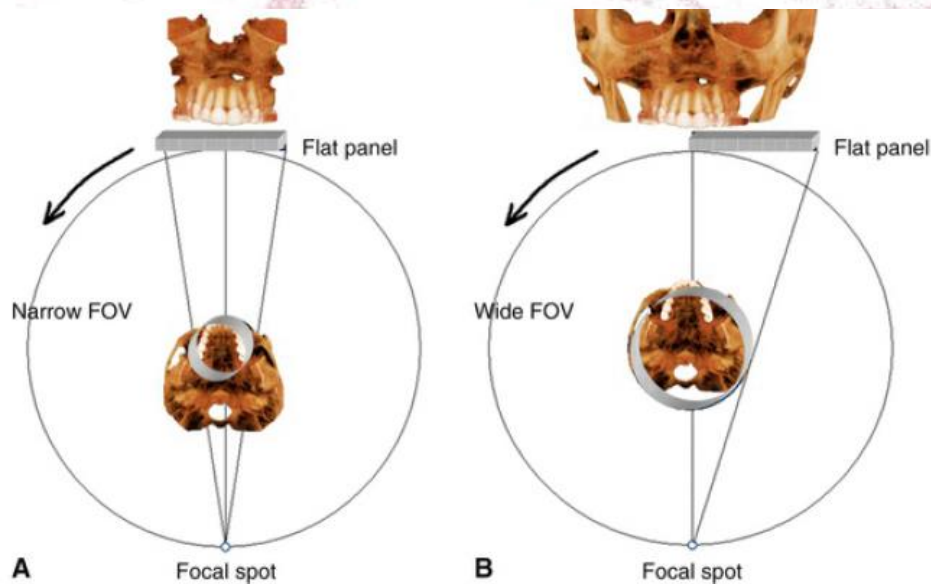 Flat panel
Narrow FOV
A
Focal spot
Flat panel
Wide FOV
B
Focal spot